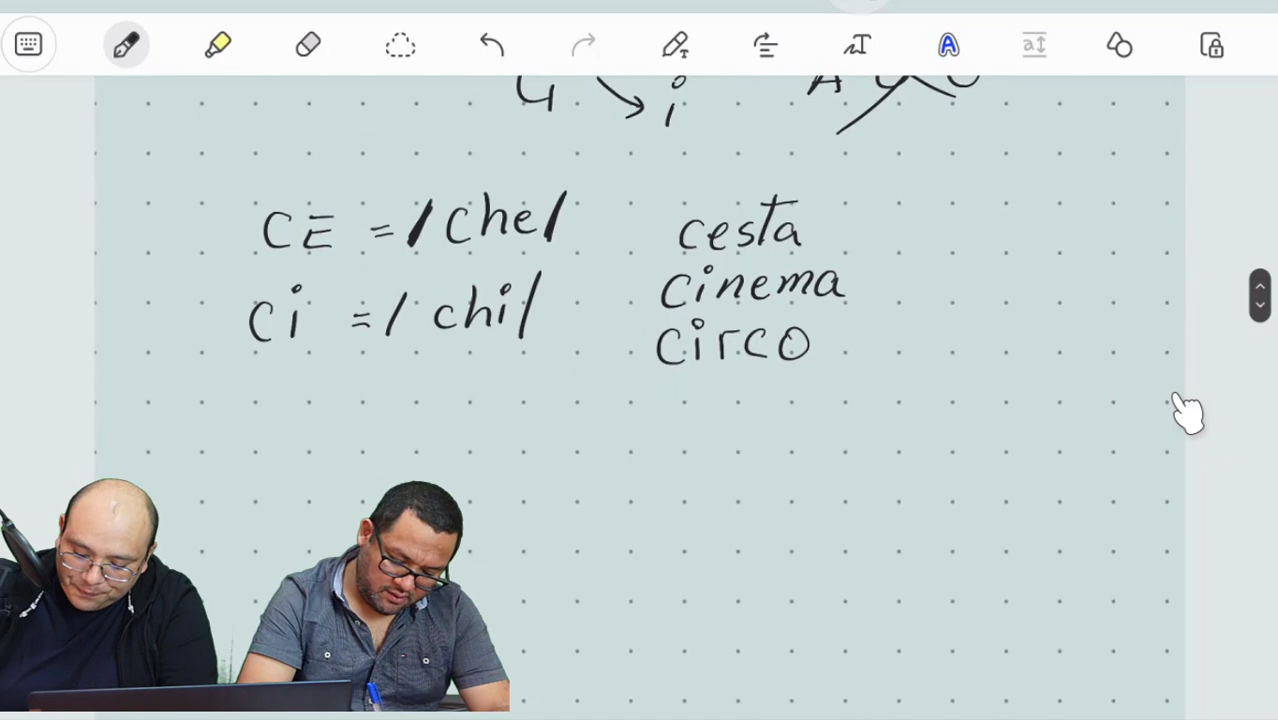 G i A O U
CE = / Che/ cesta
Ci = / chi/ cinema
circo